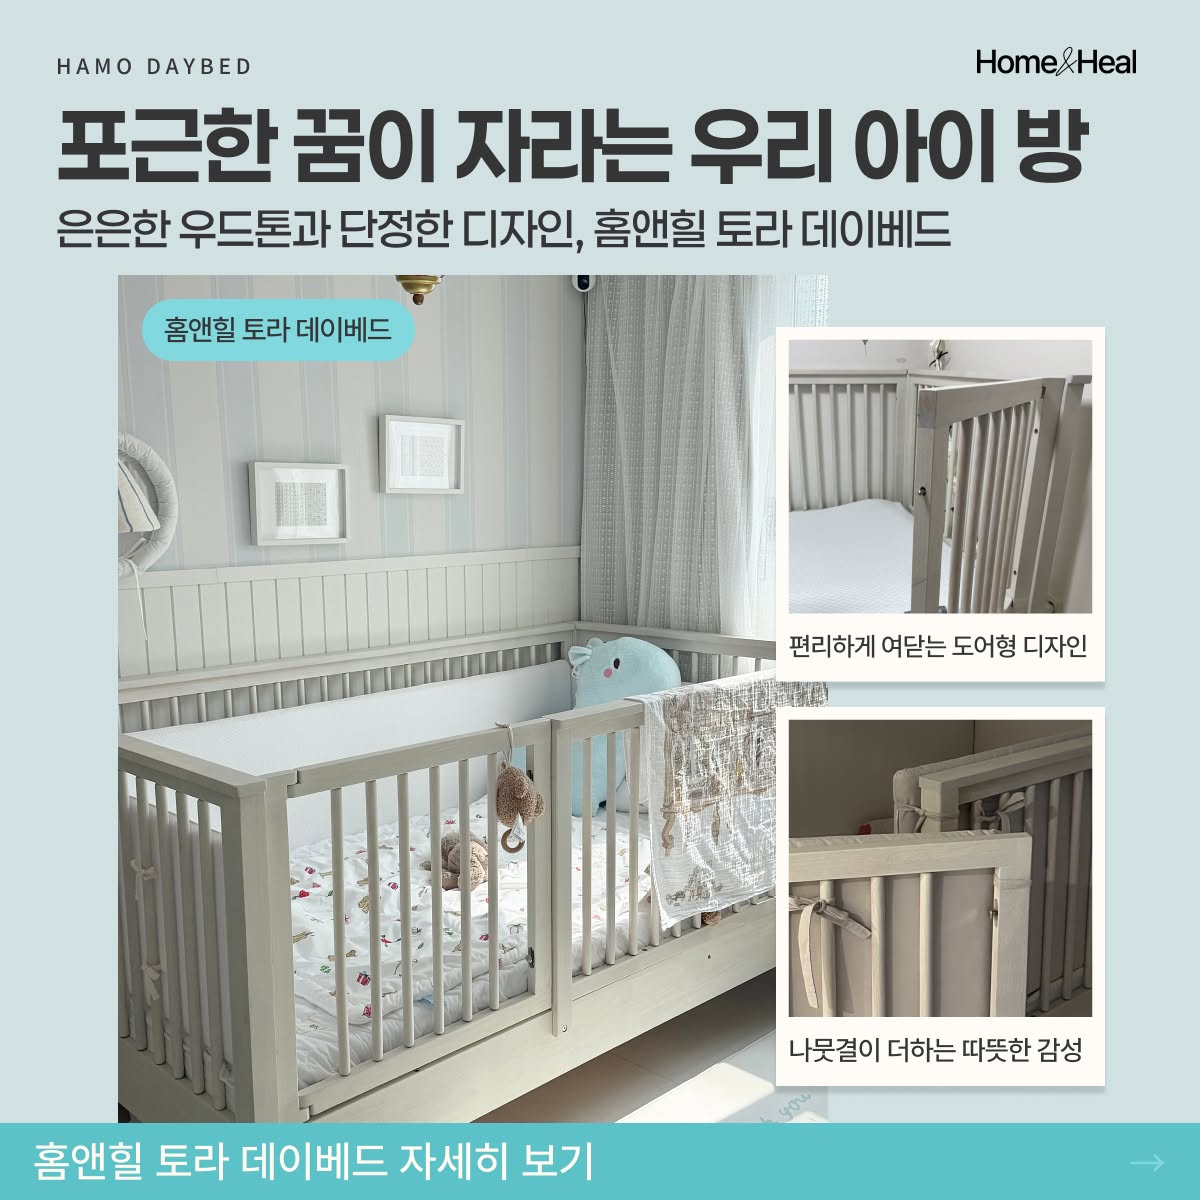 HAMO DAYBED
Home&Heal
포근한 꿈이 자라는 우리 아이 방
은은한 우드톤과 단정한 디자인, 홈앤힐 토라 데이베드
홈앤힐 토라 데이베드
편리하게 여닫는 도어형 디자인
나뭇결이 더하는 따뜻한 감성
you
홈앤힐 토라 데이베드 자세히 보기
→